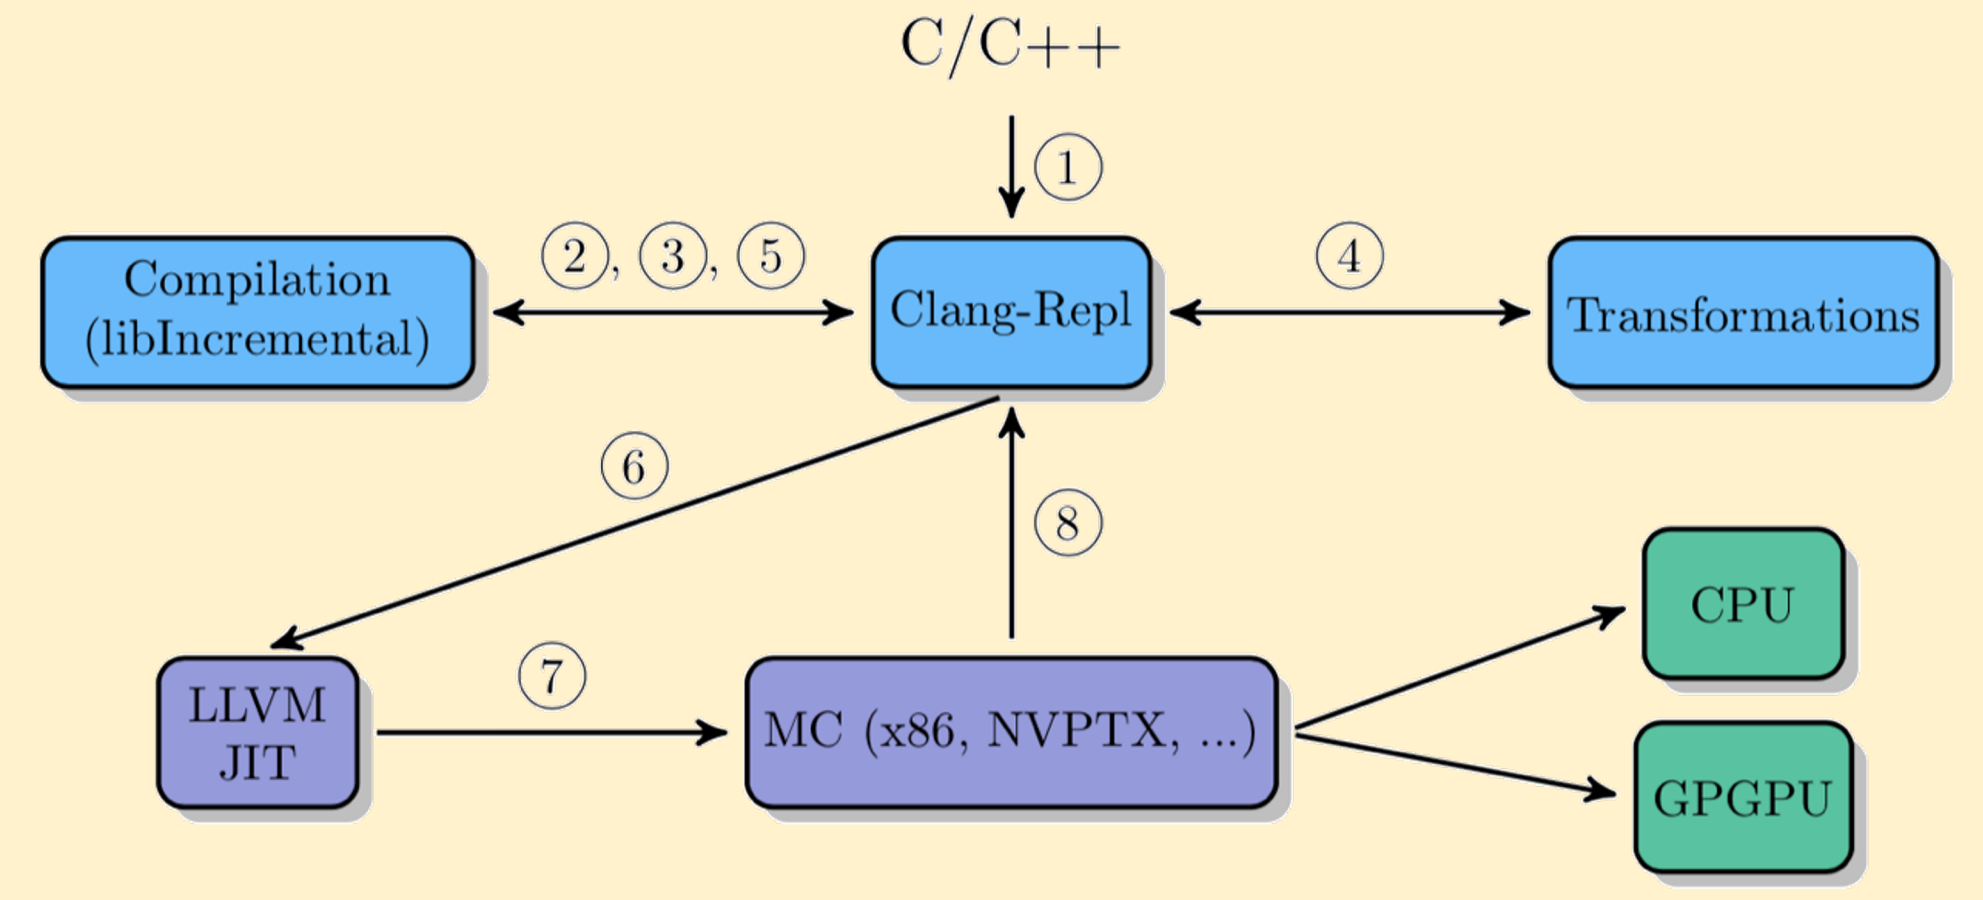 C/C++
①
②, ③, ⑤
④
Compilation
(libIncremental)
Clang-Repl
Transformations
⑥
⑧
⑦
CPU
LLVM
JIT
MC (x86, NVPTX, ...)
GPGPU